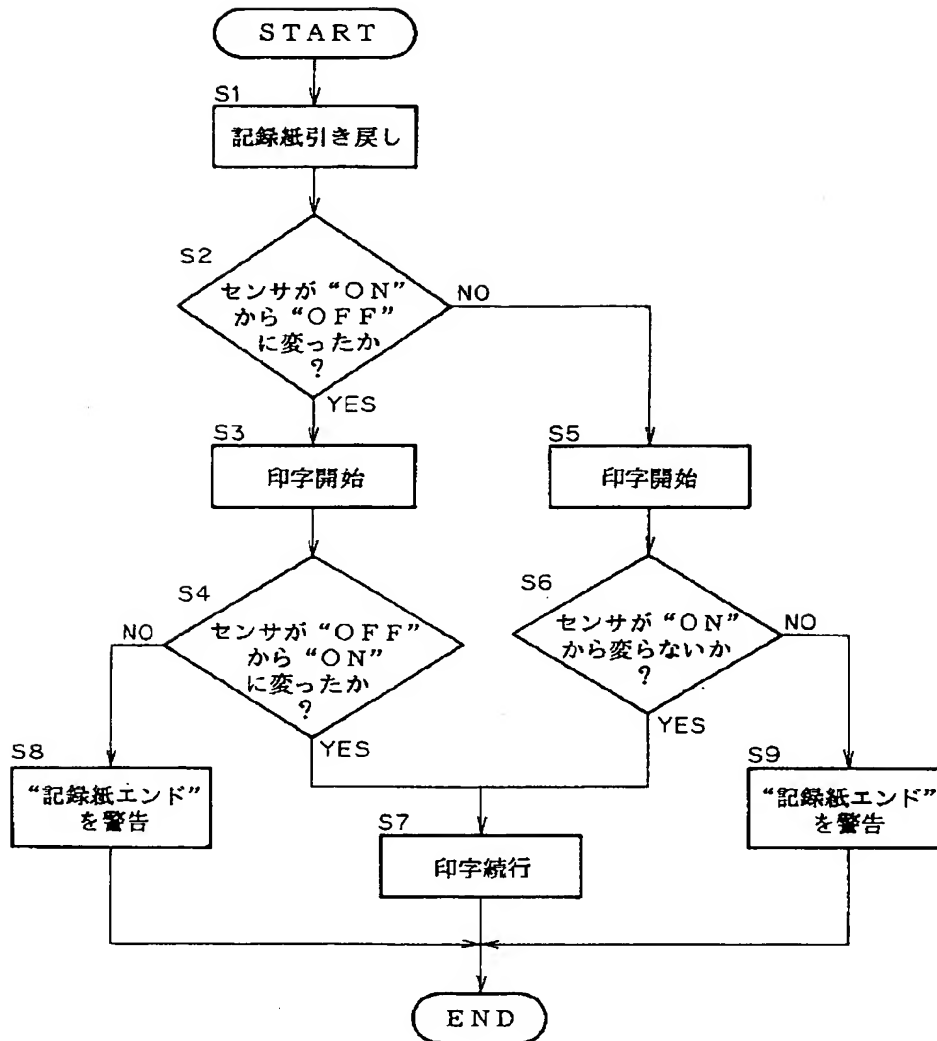 START
S1
記録紙引き戻し
S2
センサが“ON”
から“OFF”
に変ったか
?
NO
YES
S3
印字開始
S5
印字開始
S4
センサが“OFF”
から“ON”
に変ったか
?
NO
YES
S6
センサが“ON”
から変らないか
?
NO
YES
S8
“記録紙エンド”
を警告
S9
“記録紙エンド”
を警告
S7
印字続行
END